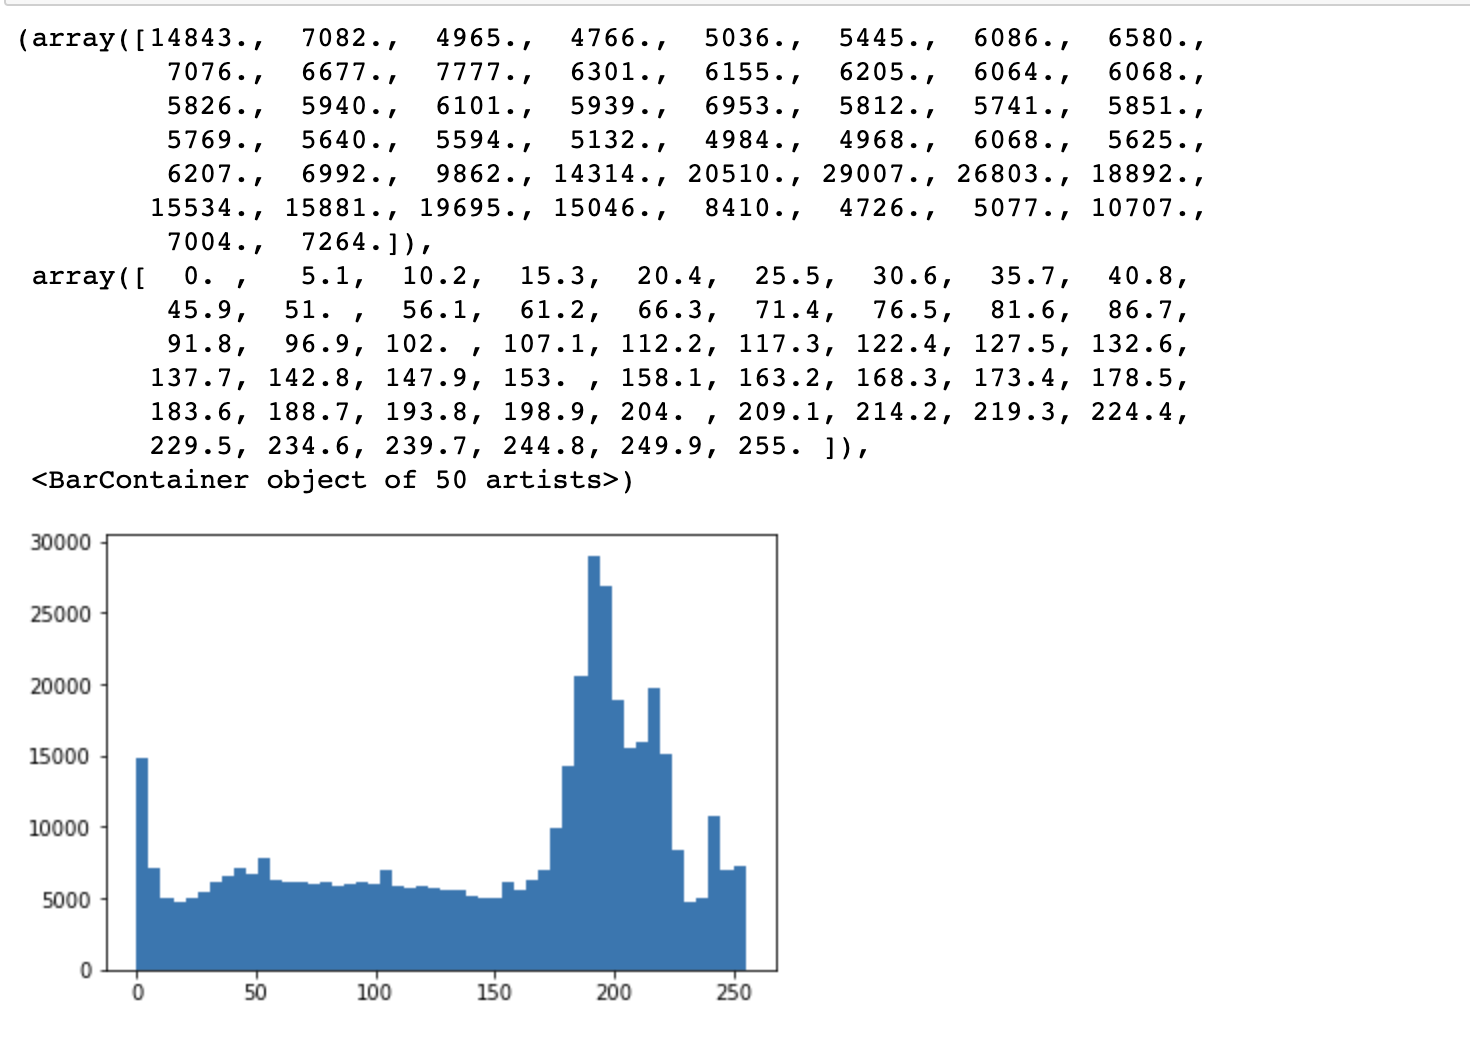 (array([14843.,  7082.,  4965.,  4766.,  5036.,  5445.,  6086.,  6580.,
7076.,  6677.,  7777.,  6301.,  6155.,  6205.,  6064.,  6068.,
5826.,  5940.,  6101.,  5939.,  6953.,  5812.,  5741.,  5851.,
5769.,  5640.,  5594.,  5132.,  4984.,  4968.,  6068.,  5625.,
6207.,  6992.,  9862., 14314., 20510., 29007., 26803., 18892.,
15534., 15881., 19695., 15046.,  8410.,  4726.,  5077., 10707.,
7004.,  7264.]),
array([  0. ,   5.1,  10.2,  15.3,  20.4,  25.5,  30.6,  35.7,  40.8,
45.9,  51. ,  56.1,  61.2,  66.3,  71.4,  76.5,  81.6,  86.7,
91.8,  96.9, 102. , 107.1, 112.2, 117.3, 122.4, 127.5, 132.6,
137.7, 142.8, 147.9, 153. , 158.1, 163.2, 168.3, 173.4, 178.5,
183.6, 188.7, 193.8, 198.9, 204. , 209.1, 214.2, 219.3, 224.4,
229.5, 234.6, 239.7, 244.8, 249.9, 255. ]),
<BarContainer object of 50 artists>)
30000
25000
20000
15000
10000
5000
0
0 50 100 150 200 250